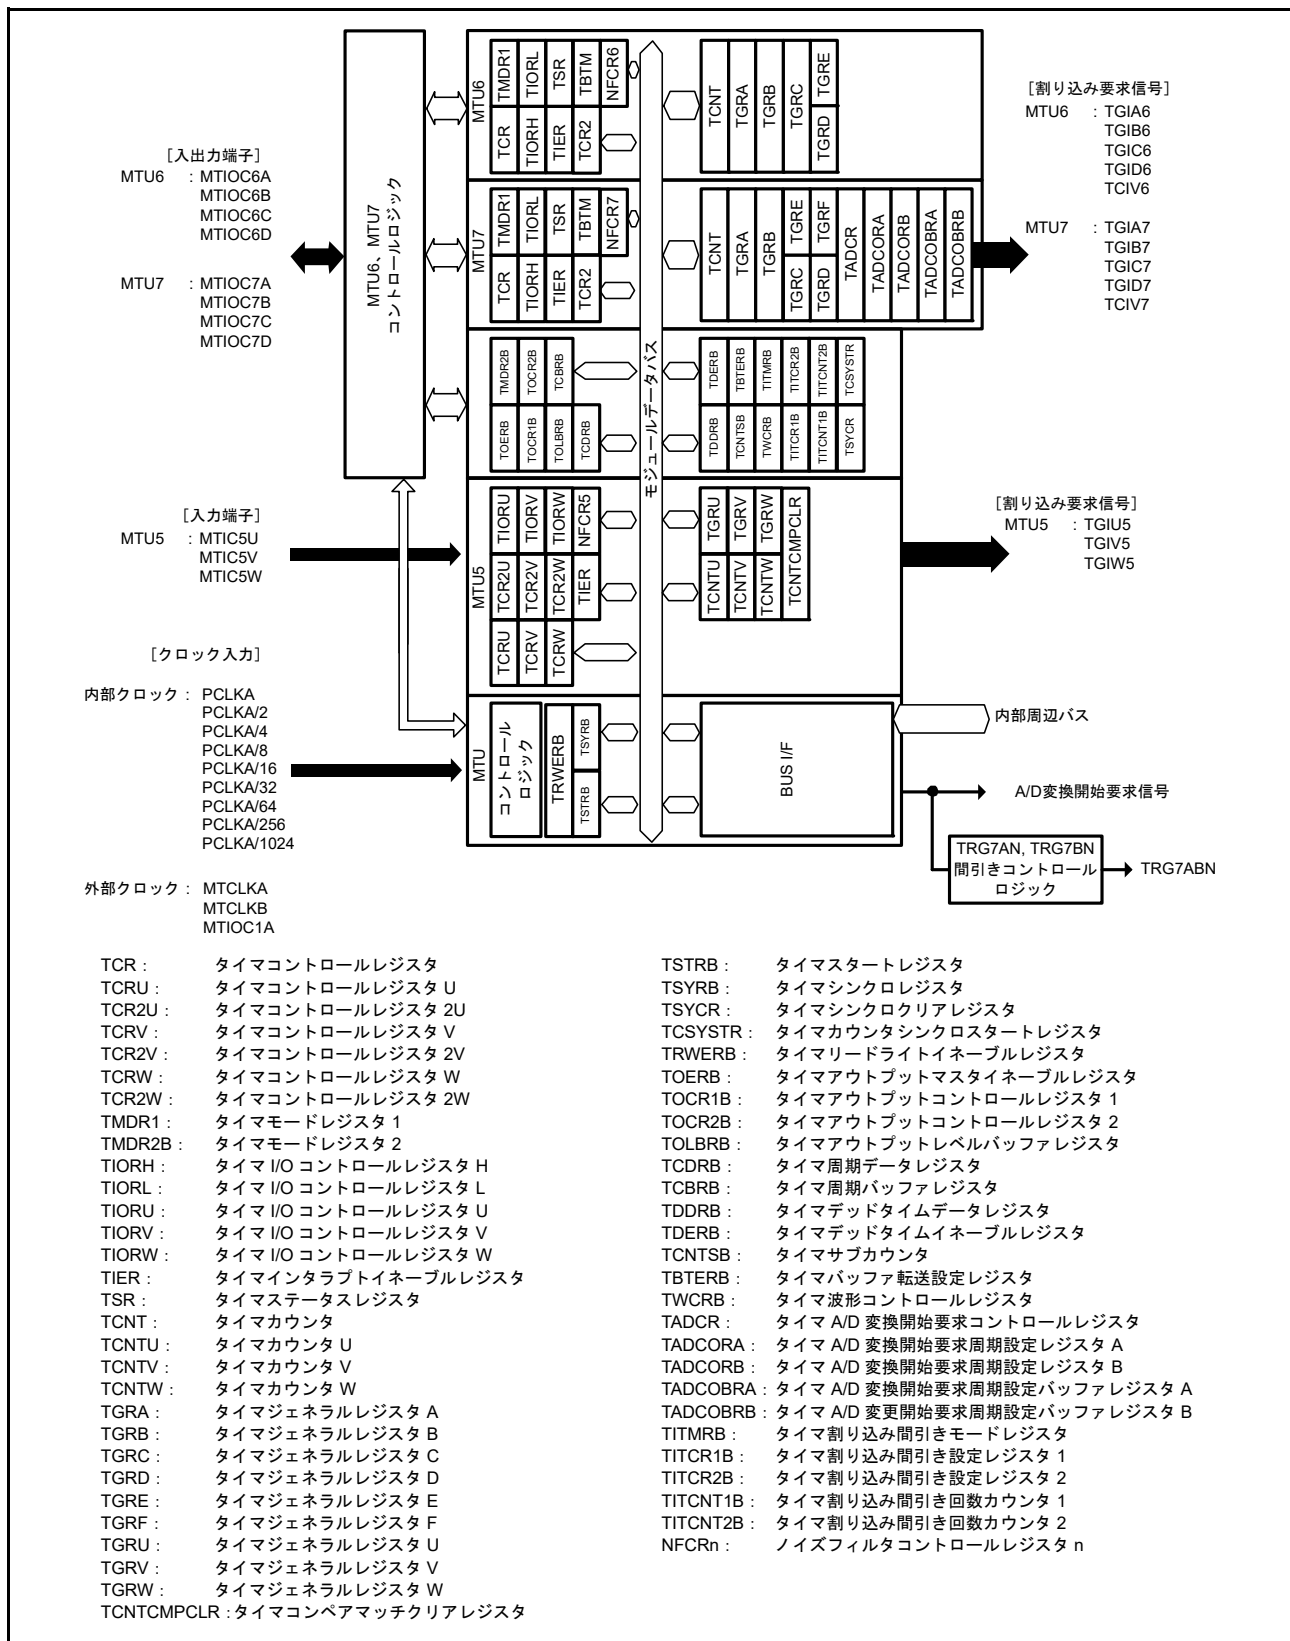 [入出力端子]
MTU6 : MTIOC6A
MTIOC6B
MTIOC6C
MTIOC6D
MTU7 : MTIOC7A
MTIOC7B
MTIOC7C
MTIOC7D
[入力端子]
MTU5 : MTIC5U
MTIC5V
MTIC5W
[クロック入力]
内部クロック : PCLKA
PCLKA/2
PCLKA/4
PCLKA/8
PCLKA/16
PCLKA/32
PCLKA/64
PCLKA/256
PCLKA/1024
外部クロック : MTCLKA
MTCLKB
MTIOC1A
MTU6、MTU7
コントロールロジック
MTU6
TMDR1
TIORL
TSR
TBTM
NFCR6
TCR
TIORH
TIER
TCR2
TCNT
TGRA
TGRB
TGRC
TGRE
TGRD
MTU7
TMDR1
TIORL
TSR
TBTM
NFCR7
TCR
TIORH
TIER
TCR2
TCNT
TGRA
TGRB
TGRE
TGRF
TGRC
TGRD
TADCR
TADCORA
TADCORB
TADCOBRA
TADCOBRB
TMDR2B
TOCR2B
TCBRB
TOERB
TOCR1B
TOLBRB
TCDRB
モジュールデータバス
TDERB
TBTERB
TITMRB
TITCR2B
TITCNT2B
TCSYSTR
TDDRB
TCNTSB
TWCRB
TITCR1B
TITCNT1B
TSYCR
MTU5
TIORU
TIORV
TIORW
NFCR5
TCR2U
TCR2V
TCR2W
TIER
TCRU
TCRV
TCRW
TGRU
TGRV
TGRW
TCNTU
TCNTV
TCNTW
TCNTCMPCLR
MTU
コントロール
ロジック
TRWERB
TSYRB
TSTRB
BUS I/F
[割り込み要求信号]
MTU6 : TGIA6
TGIB6
TGIC6
TGID6
TCIV6
MTU7 : TGIA7
TGIB7
TGIC7
TGID7
TCIV7
[割り込み要求信号]
MTU5 : TGIU5
TGIV5
TGIW5
内部周辺バス
A/D変換開始要求信号
TRG7AN, TRG7BN
間引きコントロール
ロジック
TRG7ABN
TCR : タイマコントロールレジスタ
TCRU : タイマコントロールレジスタ U
TCR2U : タイマコントロールレジスタ 2U
TCRV : タイマコントロールレジスタ V
TCR2V : タイマコントロールレジスタ 2V
TCRW : タイマコントロールレジスタ W
TCR2W : タイマコントロールレジスタ 2W
TMDR1 : タイマモードレジスタ 1
TMDR2B : タイマモードレジスタ 2
TIORH : タイマ I/O コントロールレジスタ H
TIORL : タイマ I/O コントロールレジスタ L
TIORU : タイマ I/O コントロールレジスタ U
TIORV : タイマ I/O コントロールレジスタ V
TIORW : タイマ I/O コントロールレジスタ W
TIER : タイマインタラプトイネーブルレジスタ
TSR : タイマステータスレジスタ
TCNT : タイマカウンタ
TCNTU : タイマカウンタ U
TCNTV : タイマカウンタ V
TCNTW : タイマカウンタ W
TGRA : タイマジェネラルレジスタ A
TGRB : タイマジェネラルレジスタ B
TGRC : タイマジェネラルレジスタ C
TGRD : タイマジェネラルレジスタ D
TGRE : タイマジェネラルレジスタ E
TGRF : タイマジェネラルレジスタ F
TGRU : タイマジェネラルレジスタ U
TGRV : タイマジェネラルレジスタ V
TGRW : タイマジェネラルレジスタ W
TCNTCMPCLR : タイマコンペアマッチクリアレジスタ
TSTRB : タイマスタートレジスタ
TSYRB : タイマシンクロレジスタ
TSYCR : タイマシンクロクリアレジスタ
TCSYSTR : タイマカウンタシンクロスタートレジスタ
TRWERB : タイマリードライトイネーブルレジスタ
TOERB : タイマアウトプットマスタイネーブルレジスタ
TOCR1B : タイマアウトプットコントロールレジスタ 1
TOCR2B : タイマアウトプットコントロールレジスタ 2
TOLBRB : タイマアウトプットレベルバッファレジスタ
TCDRB : タイマ周期データレジスタ
TCBRB : タイマ周期バッファレジスタ
TDDRB : タイマデッドタイムデータレジスタ
TDERB : タイマデッドタイムイネーブルレジスタ
TCNTSB : タイマサブカウンタ
TBTERB : タイマバッファ転送設定レジスタ
TWCRB : タイマ波形コントロールレジスタ
TADCR : タイマ A/D 変換開始要求コントロールレジスタ
TADCORA : タイマ A/D 変換開始要求周期設定レジスタ A
TADCORB : タイマ A/D 変換開始要求周期設定レジスタ B
TADCOBRA : タイマ A/D 変換開始要求周期設定バッファレジスタ A
TADCOBRB : タイマ A/D 変更開始要求周期設定バッファレジスタ B
TITMRB : タイマ割り込み間引きモードレジスタ
TITCR1B : タイマ割り込み間引き設定レジスタ 1
TITCR2B : タイマ割り込み間引き設定レジスタ 2
TITCNT1B : タイマ割り込み間引き回数カウンタ 1
TITCNT2B : タイマ割り込み間引き回数カウンタ 2
NFCRn : ノイズフィルタコントロールレジスタ n